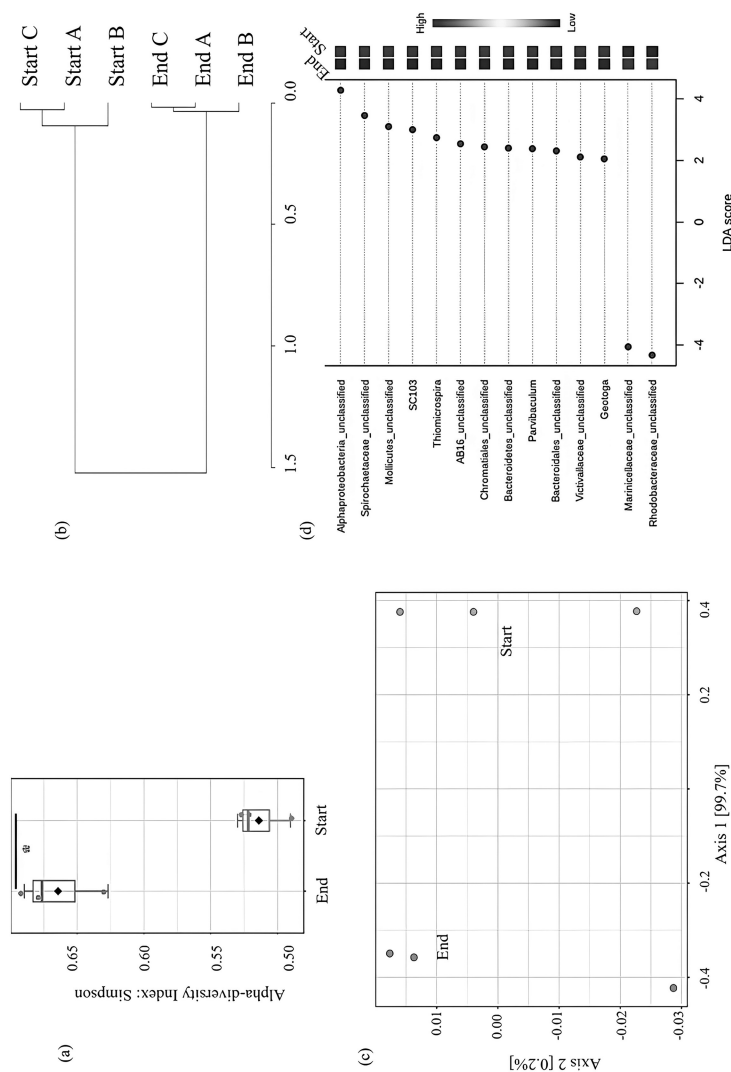 (a)
Alpha-diversity Index: Simpson
0.65
0.60
0.55
0.50
End
Start
(b)
Start C
Start A
Start B
End C
End A
End B
1.5
1.0
0.5
0.0
(c)
Axis 2 [0.2%]
0.01
0.00
-0.01
-0.02
-0.03
End
Start
-0.4
-0.2
0.2
0.4
Axis 1 [99.7%]
(d)
Alphaproteobacteria_unclassified
Spirochaetaceae_unclassified
Mollicutes_unclassified
SC103
Thiomicrospira
AB16_unclassified
Chromatiales_unclassified
Bacteroidetes_unclassified
Parvibaculum
Bacteroidales_unclassified
Victivallaceae_unclassified
Geotoga
Marinicellaceae_unclassified
Rhodobacteraceae_unclassified
-4
-2
0
2
4
LDA score
End
Start
High
Low